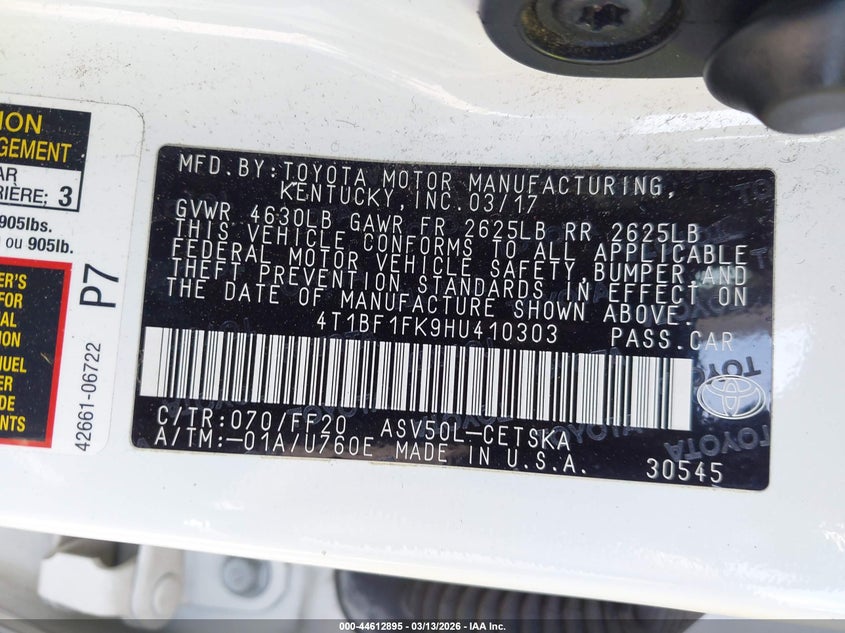 ION
GEMENT
AR
RIÈRE: 3
905lbs.
ou 905lb.
ER'S
FOR
AL
ION
UEL
ER
DE
NTS
42661-06722 P7
MFD.BY:TOYOTA MOTOR MANUFACTURING,
KENTUCKY,INC.03/17
GVWR 4630LB GAWR FR 2625LB RR 2625LB
THIS VEHICLE CONFORMS TO ALL APPLICABLE
FEDERAL MOTOR VEHICLE SAFETY,BUMPER,AND
THEFT PREVENTION STANDARDS IN EFFECT ON
THE DATE OF MANUFACTURE SHOWN ABOVE.
4T1BF1FK9HU410303 PASS.CAR
C/TR:070/FF20 ASV50L-CETSKA
A/TM:-01A/U760E MADE IN U.S.A. 30545
TOYOTA
000-44612895 - 03/13/2026 - IAA Inc.